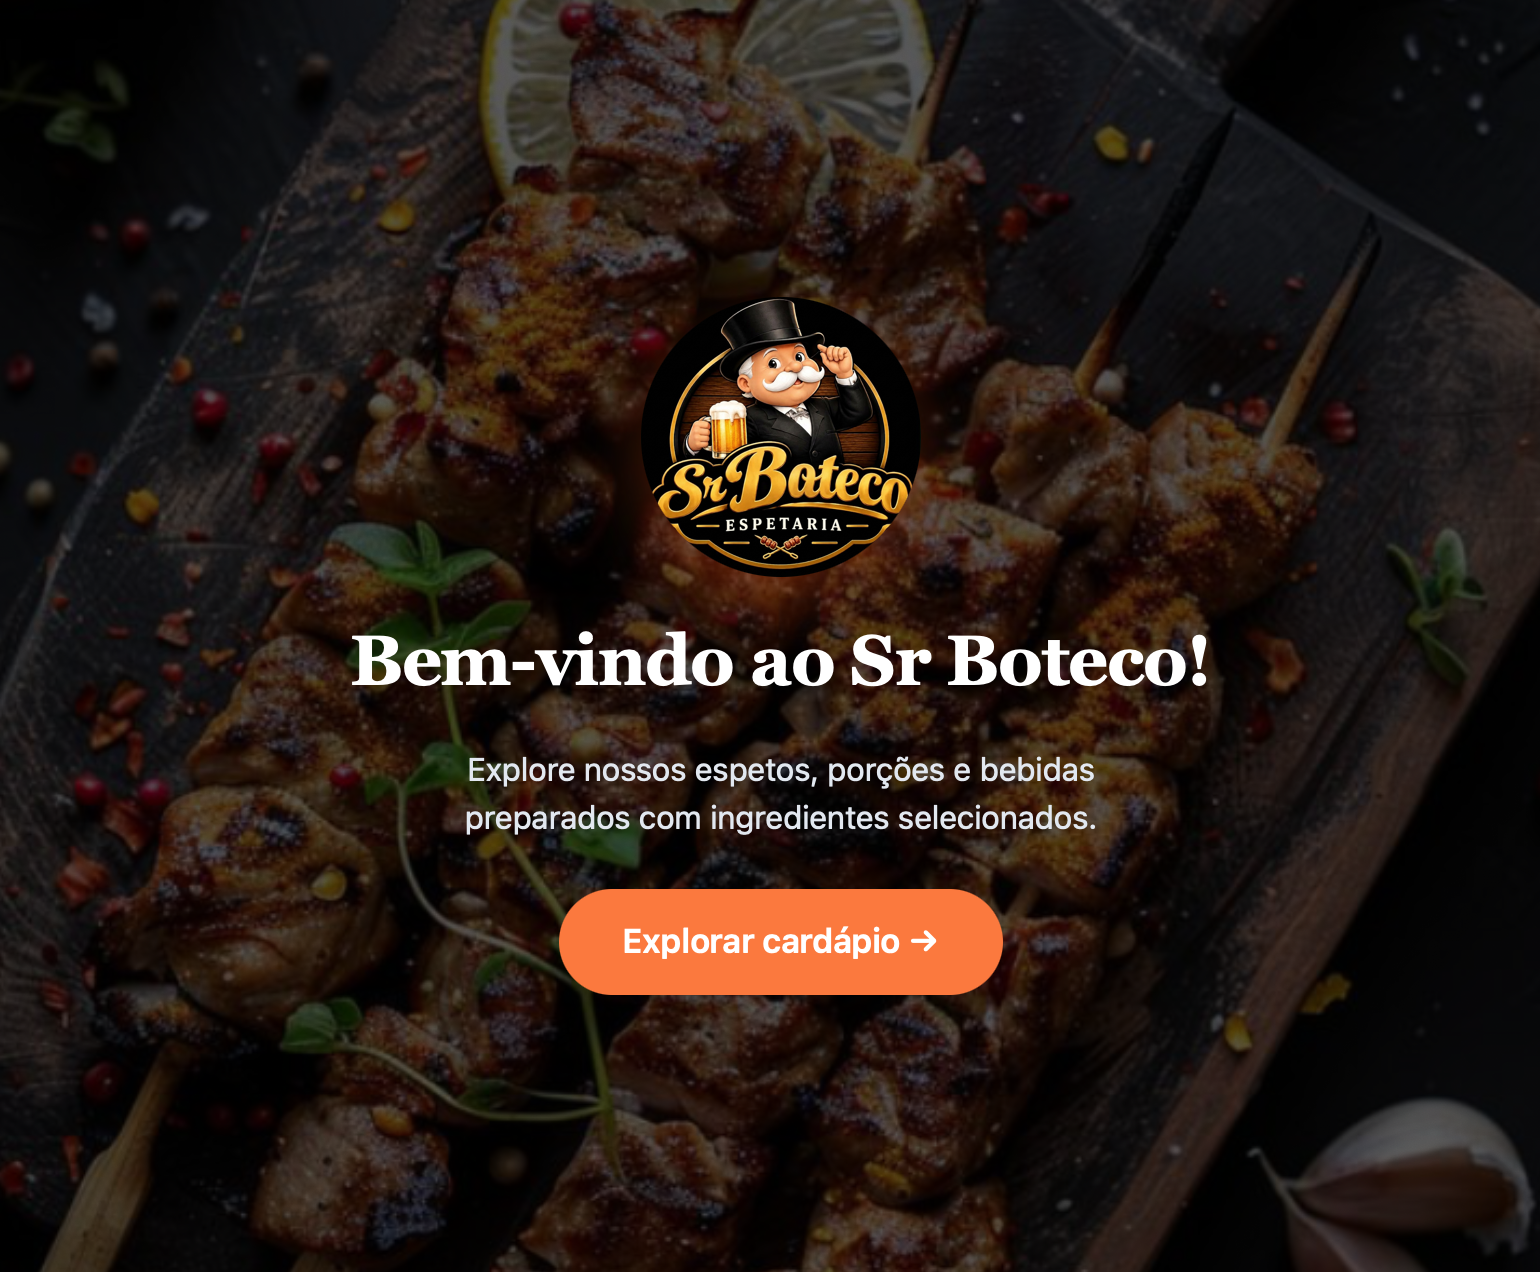 Sr Boteco
ESPETARIA
Bem-vindo ao Sr Boteco!
Explore nossos espetos, porções e bebidas
preparados com ingredientes selecionados.
Explorar cardápio →